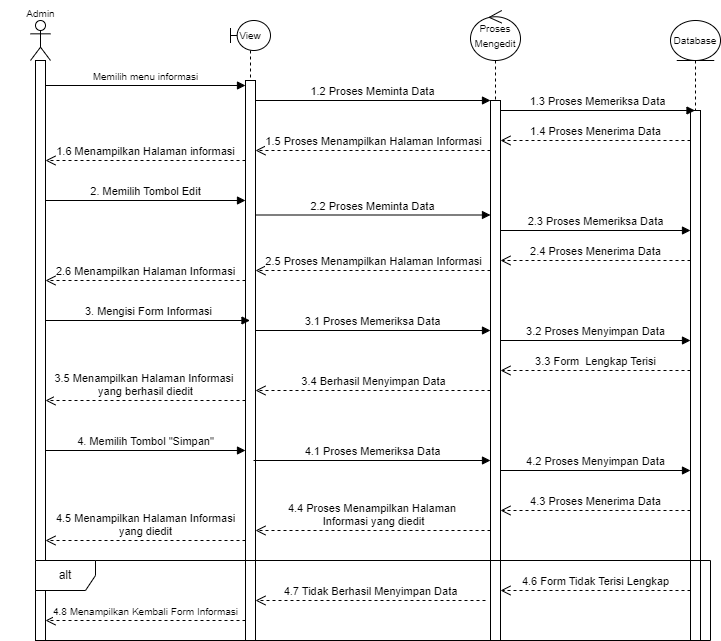 Admin
View
Proses
Mengedit
Database
Memilih menu informasi
1.2 Proses Meminta Data
1.3 Proses Memeriksa Data
1.4 Proses Menerima Data
1.5 Proses Menampilkan Halaman Informasi
1.6 Menampilkan Halaman informasi
2. Memilih Tombol Edit
2.2 Proses Meminta Data
2.3 Proses Memeriksa Data
2.4 Proses Menerima Data
2.5 Proses Menampilkan Halaman Informasi
2.6 Menampilkan Halaman Informasi
3. Mengisi Form Informasi
3.1 Proses Memeriksa Data
3.2 Proses Menyimpan Data
3.3 Form Lengkap Terisi
3.4 Berhasil Menyimpan Data
3.5 Menampilkan Halaman Informasi
yang berhasil diedit
4. Memilih Tombol "Simpan"
4.1 Proses Memeriksa Data
4.2 Proses Menyimpan Data
4.3 Proses Menerima Data
4.4 Proses Menampilkan Halaman
Informasi yang diedit
4.5 Menampilkan Halaman Informasi
yang diedit
alt
4.6 Form Tidak Terisi Lengkap
4.7 Tidak Berhasil Menyimpan Data
4.8 Menampilkan Kembali Form Informasi